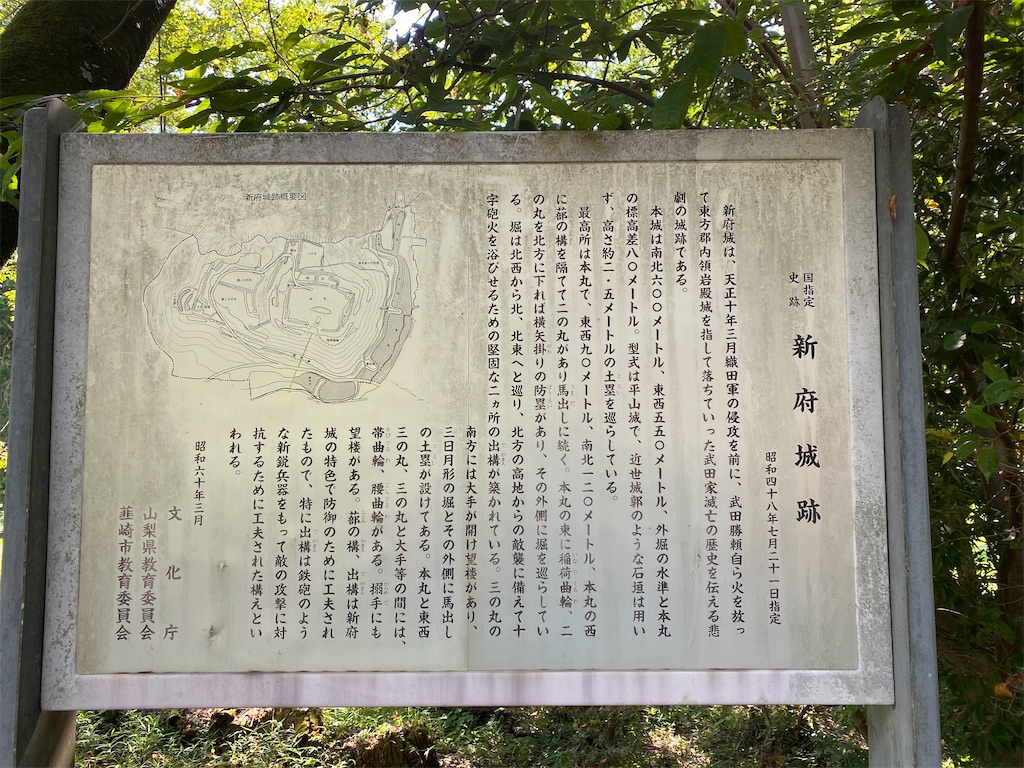 国指定
史跡
新府城跡
昭和四十八年七月二十一日指定
新府城は、天正十年三月織田軍の侵攻を前に、武田勝頼自ら火を放っ
て東方郡内領岩殿城を指して落ちていった武田家滅亡の歴史を伝える悲
劇の城跡である。
本城は南北六〇〇メートル、東西五五〇メートル、外堀の水準と本丸
の標高差八〇メートル。型式は平山城で、近世城郭のような石垣は用い
ず、高さ約二・五メートルの土塁を巡らしている。
最高所は本丸で、東西九〇メートル、南北一二〇メートル、本丸の西
に蔀の構を隔てて二の丸があり馬出しに続く。本丸の東に稲荷曲輪、二
の丸を北方に下れば横矢掛りの防塁があり、その外側に堀を巡らしてい
る。堀は北西から北、北東へと巡り、北方の高地からの敵襲に備えて十
字砲火を浴びせるための堅固な二ヵ所の出構が築かれている。三の丸の
南方には大手が開け望楼があり、
三日月形の堀とその外側に馬出し
の土塁が設けてある。本丸と東西
三の丸、三の丸と大手等の間には、
帯曲輪、腰曲輪がある。搦手にも
望楼がある。蔀の構、出構は新府
城の特色で防御のために工夫され
たもので、特に出構は鉄砲のよう
な新鋭兵器をもって敵の攻撃に対
抗するために工夫された構えとい
われる。
昭和六十年三月
文化庁
山梨県教育委員会
韮崎市教育委員会
新府城跡概要図